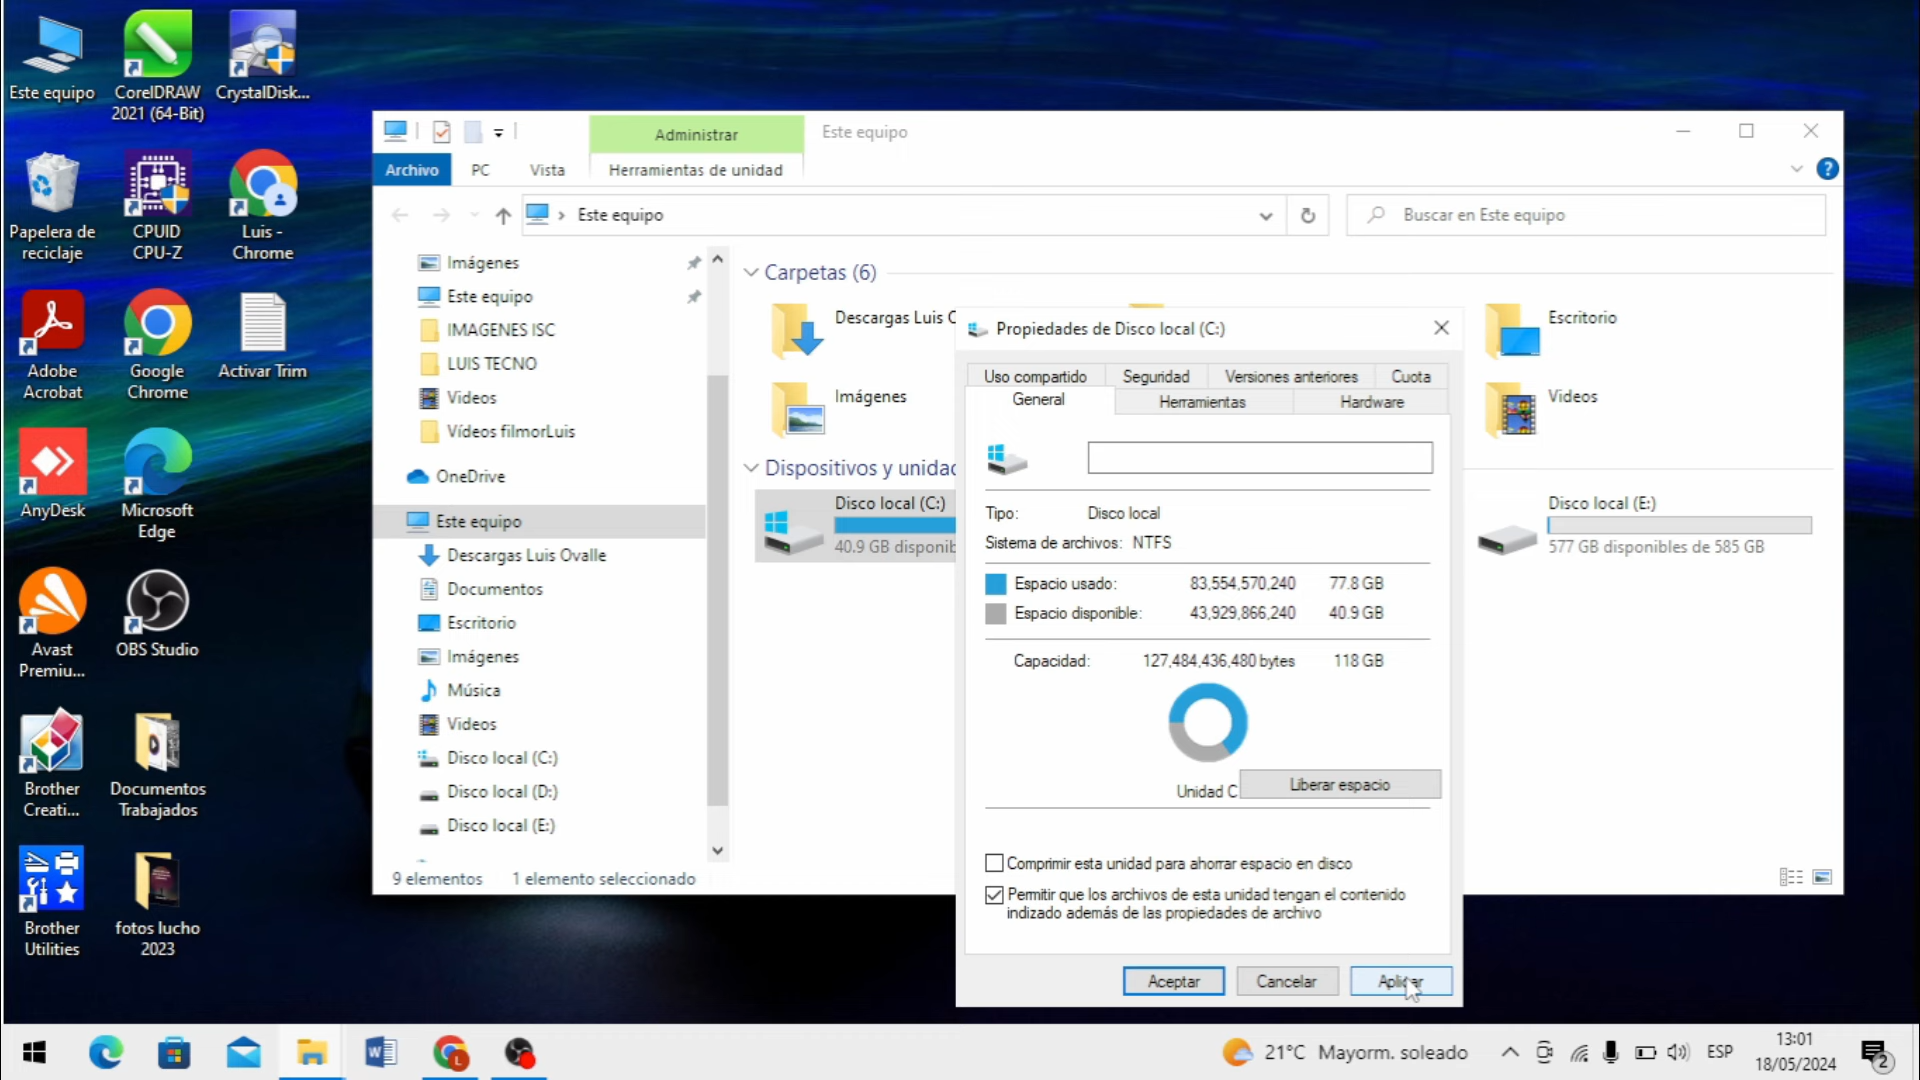 Este equipo
CorelDRAW
2021 (64-Bit)
CrystalDisk...
Papelera de
reciclaje
CPUID
CPU-Z
Luis -
Chrome
Adobe
Acrobat
Google
Chrome
Activar Trim
AnyDesk
Microsoft
Edge
Avast
Premiu...
OBS Studio
Brother
Creati...
Documentos
Trabajados
Brother
Utilities
fotos lucho
2023
Administrar
Este equipo
Archivo
PC
Vista
Herramientas de unidad
Este equipo
Buscar en Este equipo
Imágenes
Este equipo
IMAGENES ISC
LUIS TECNO
Videos
Vídeos filmorLuis
OneDrive
Este equipo
Descargas Luis Ovalle
Documentos
Escritorio
Imágenes
Música
Videos
Disco local (C:)
Disco local (D:)
Disco local (E:)
9 elementos
1 elemento seleccionado
Carpetas (6)
Descargas Luis
Escritorio
Imágenes
Videos
Dispositivos y
Disco local (C:)
40.9 GB
Disco local (E:)
577 GB disponibles de 585 GB
Propiedades de Disco local (C:)
Uso compartido
Seguridad
Versiones anteriores
Cuota
General
Herramientas
Hardware
Tipo:
Disco local
Sistema de archivos:
NTFS
Espacio usado:
83,554,570,240
77.8 GB
Espacio disponible:
43,929,866,240
40.9 GB
Capacidad:
127,484,436,480 bytes
118 GB
Unidad C
Liberar espacio
Comprimir esta unidad para ahorrar espacio en disco
Permitir que los archivos de esta unidad tengan el contenido
indizado además de las propiedades de archivo
Aceptar
Cancelar
Aplicar
21°C Mayorm. soleado
ESP
13:01
18/05/2024
2